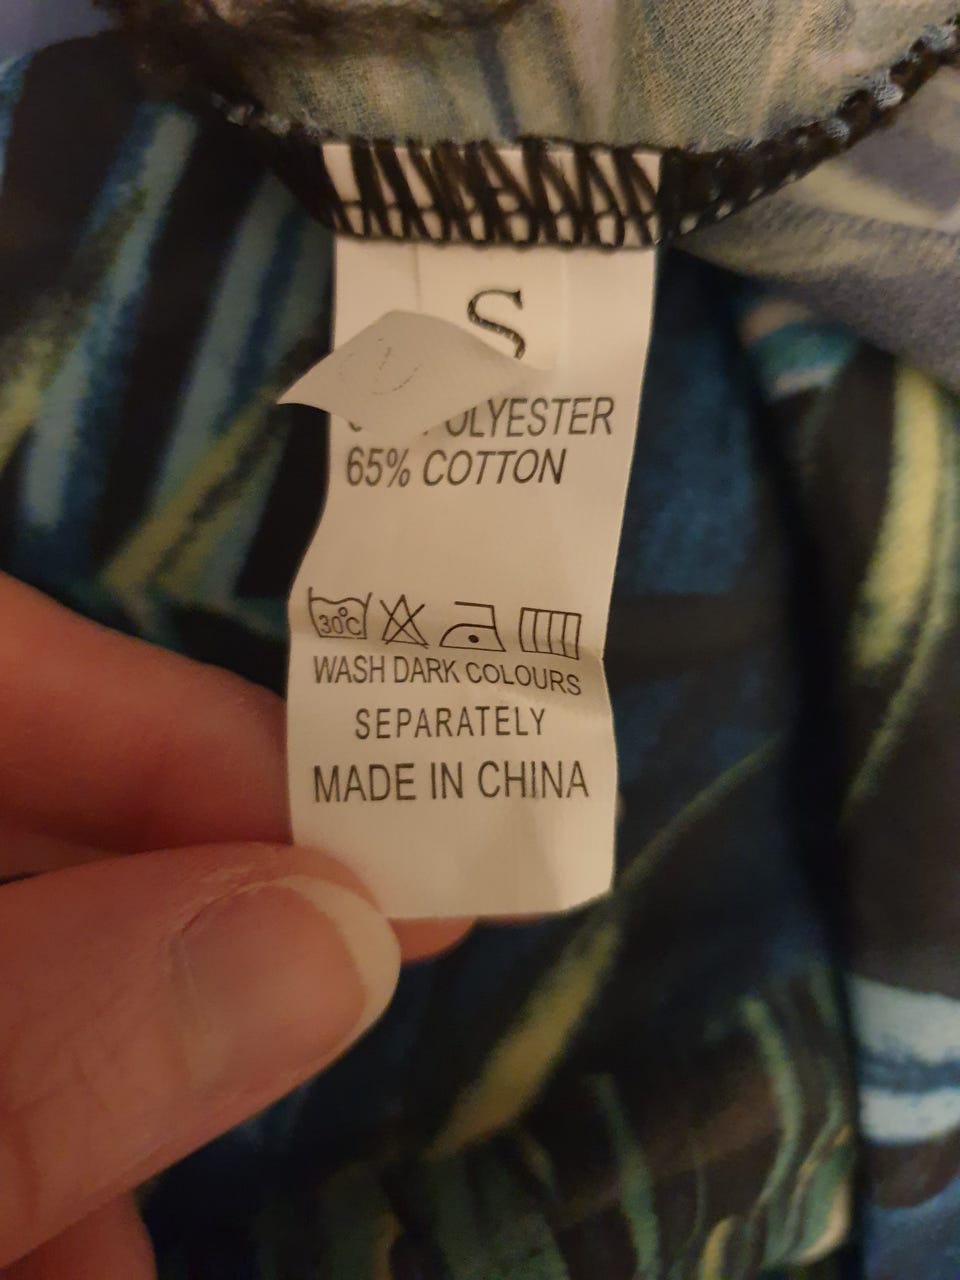 S
POLYESTER
65% COTTON
30°C
WASH DARK COLOURS
SEPARATELY
MADE IN CHINA